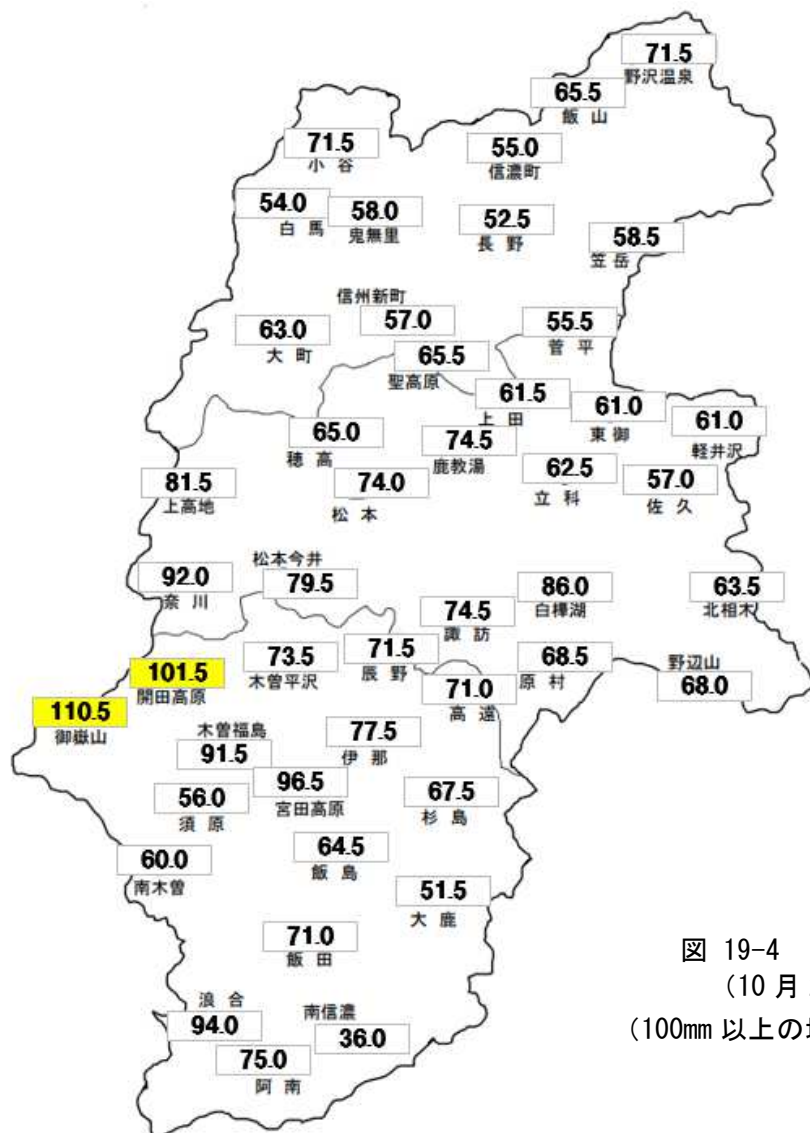 71.5
野沢温泉
65.5
飯山
71.5
小谷
55.0
信濃町
54.0
白馬
58.0
鬼無里
52.5
長野
58.5
笠岳
信州新町
57.0
63.0
大町
55.5
菅平
65.5
聖高原
61.5
上田
61.0
東御
61.0
軽井沢
65.0
穂高
74.5
鹿教湯
81.5
上高地
74.0
松本
62.5
立科
57.0
佐久
92.0
奈川
松本今井
79.5
86.0
白樺湖
63.5
北相木
74.5
諏訪
101.5
開田高原
73.5
木曽平沢
71.5
辰野
71.0
高遠
68.5
原村
野辺山
68.0
110.5
御嶽山
木曽福島
91.5
77.5
伊那
56.0
須原
96.5
宮田高原
67.5
杉島
60.0
南木曽
64.5
飯島
51.5
大鹿
71.0
飯田
浪合
94.0
南信濃
36.0
75.0
阿南
図 19-4
(10月
(100mm以上の